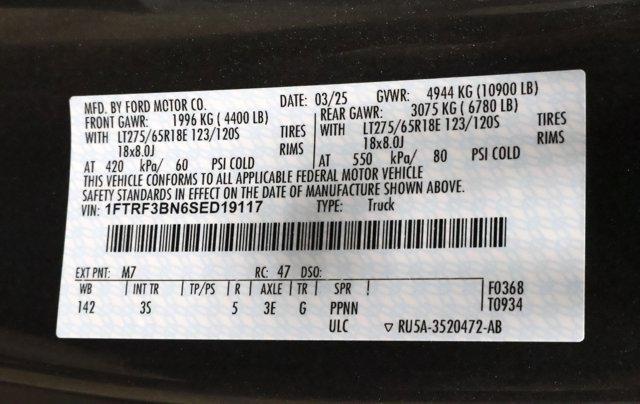 MFD. BY FORD MOTOR CO. DATE: 03/25 GVWR: 4944 KG (10900 LB)
FRONT GAWR: 1996 KG (4400 LB) REAR GAWR: 3075 KG (6780 LB)
WITH LT275/65R18E 123/120S TIRES WITH LT275/65R18E 123/120S TIRES
18x8.0J RIMS 18x8.0J RIMS
AT 420 kPa/ 60 PSI COLD AT 550 kPa/ 80 PSI COLD
THIS VEHICLE CONFORMS TO ALL APPLICABLE FEDERAL MOTOR VEHICLE
SAFETY STANDARDS IN EFFECT ON THE DATE OF MANUFACTURE SHOWN ABOVE.
VIN: 1FTRF3BN6SED19117 TYPE: Truck
EXT PNT: M7 RC: 47 DSO:
WB | INT TR | TP/PS | R | AXLE | TR | SPR | F0368
142 3S 5 3E G PPNN T0934
ULC ▽ RU5A-3520472-AB